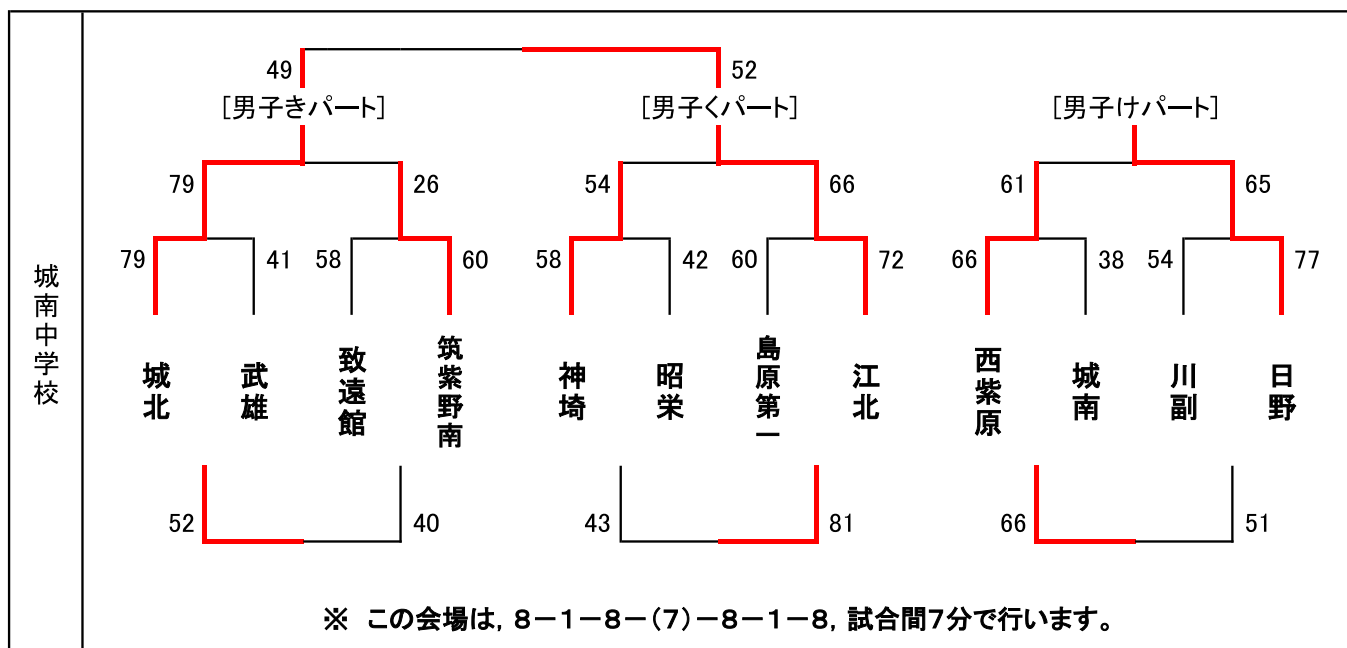 城南中学校
49 52
[男子きパート] [男子くパート] [男子けパート]
79 26 54 66 61 65
79 41 58 60 58 42 60 72 66 38 54 77
城北 武雄 致遠館 筑紫野南 神埼 昭栄 島原第一 江北 西紫原 城南 川副 日野
52 40 43 81 66 51
※ この会場は, 8－1－8－(7)－8－1－8, 試合間7分で行います。